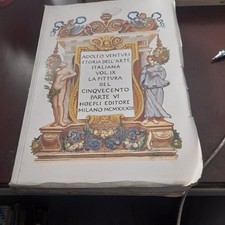 ADOLFO VENTURI
STORIA DELL'ARTE
ITALIANA
VOL. IX
LA PITTURA
DEL
CINQUECENTO
PARTE VI
HOEPLI EDITORE
MILANO MCMXXXIII